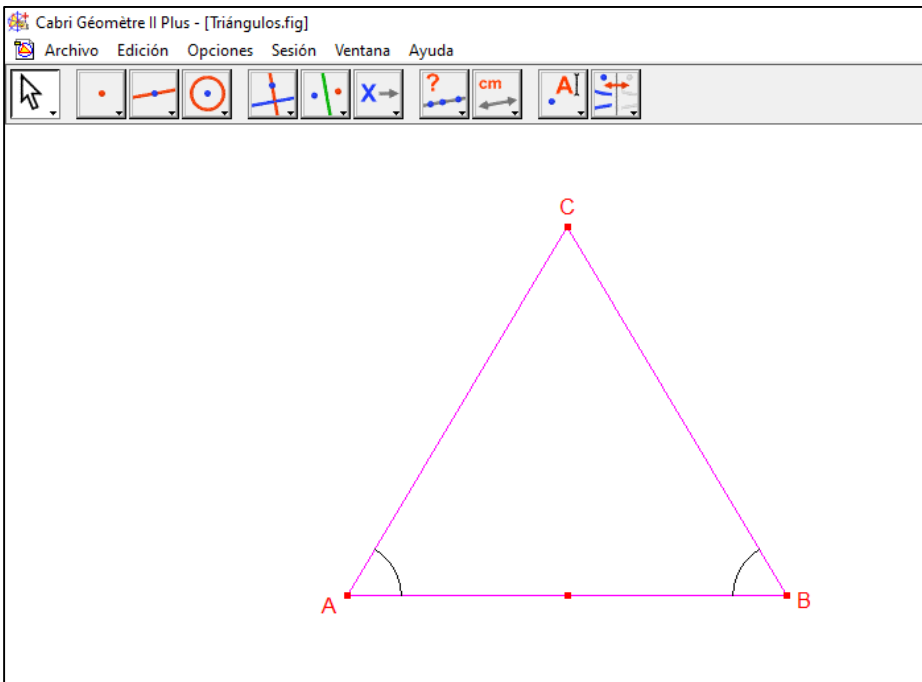 Cabri Géomètre II Plus - [Triángulos.fig]
Archivo Edición Opciones Sesión Ventana Ayuda
? cm A
X
C
A
B